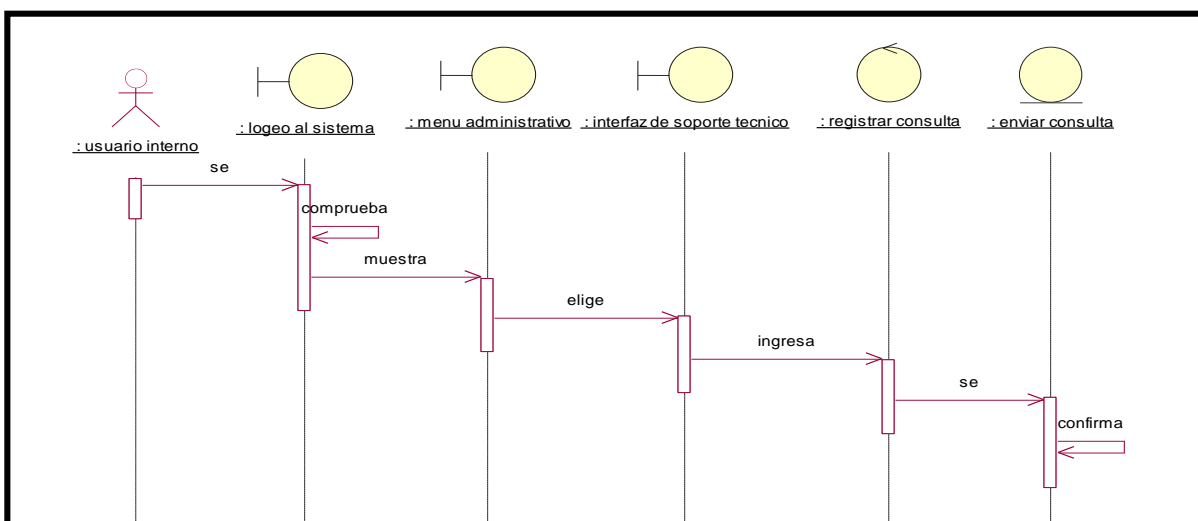 : usuario interno
: logeo al sistema
: menu administrativo
: interfaz de soporte tecnico
: registrar consulta
: enviar consulta
se
comprueba
muestra
elige
ingresa
se
confirma